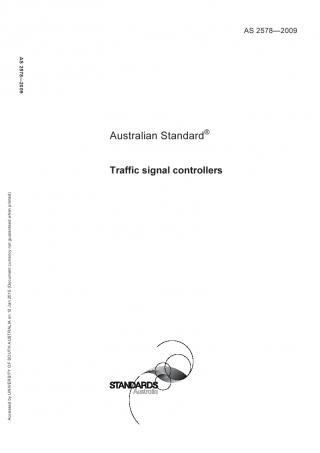 AS 2578—2009
AS 2578—2009
Australian Standard®
Traffic signal controllers
Accessed by UNIVERSITY OF SOUTH AUSTRALIA on 10 Jan 2015 (Document currency not guaranteed when printed)
STANDARDS
Australia